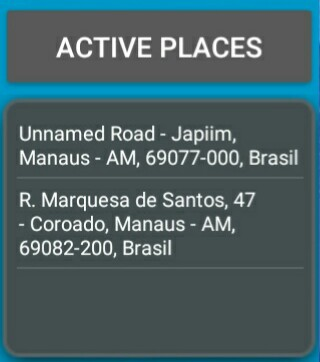 ACTIVE PLACES
Unnamed Road - Japiim,
Manaus - AM, 69077-000, Brasil
R. Marquesa de Santos, 47
- Coroado, Manaus - AM,
69082-200, Brasil